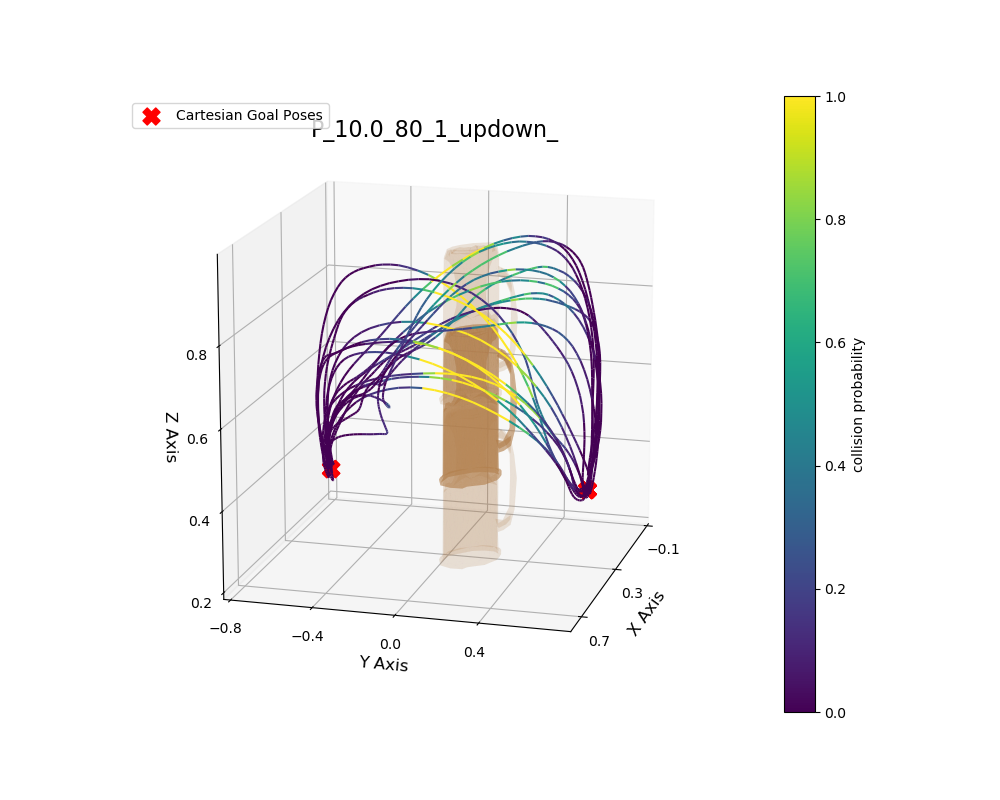 Cartesian Goal Poses
P_10.0_80_1_updown_
1.0
0.8
0.6
0.4
0.2
0.0
collision probability
0.8
0.6
0.4
0.2
Z Axis
−0.8
−0.4
0.0
0.4
Y Axis
−0.1
0.3
0.7
X Axis